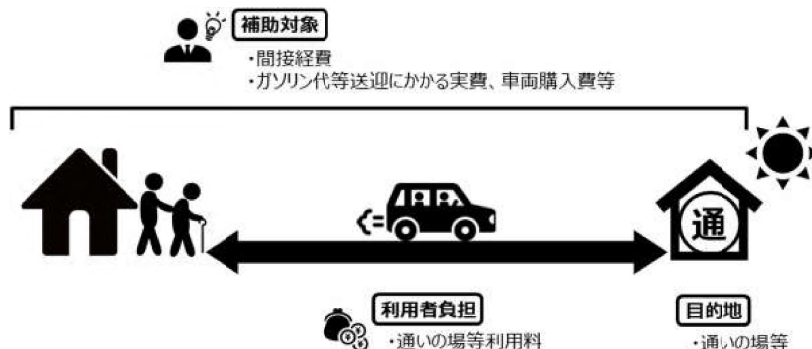 補助対象
・間接経費
・ガソリン代等送迎にかかる実費、車両購入費等
通
利用者負担
・通いの場等利用料
目的地
・通いの場等